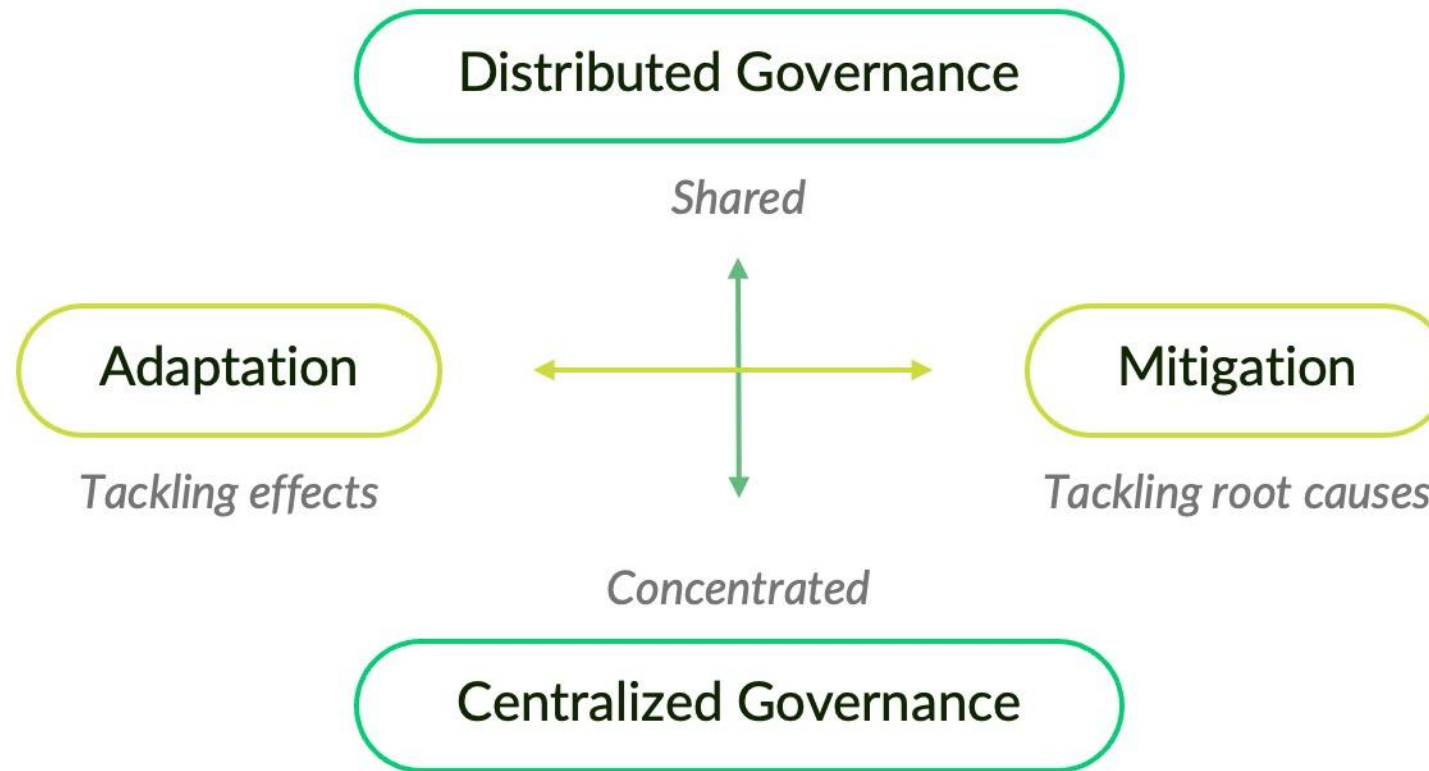 Distributed Governance
Shared
Adaptation
Mitigation
Tackling effects
Tackling root causes
Concentrated
Centralized Governance